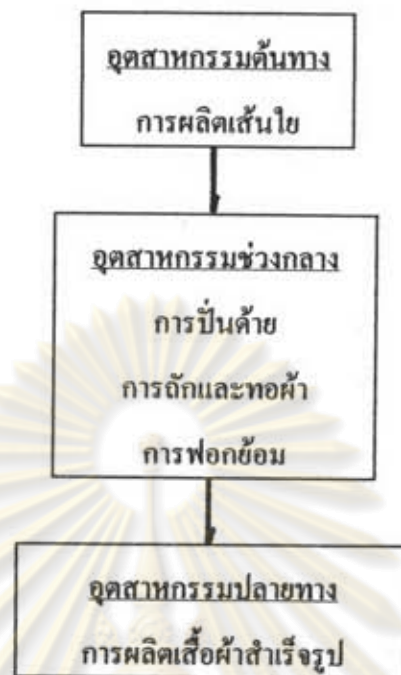 อุตสาหกรรมต้นทาง
การผลิตเส้นใย
อุตสาหกรรมช่วงกลาง
การปั่นด้าย
การถักและทอผ้า
การฟอกย้อม
อุตสาหกรรมปลายทาง
การผลิตเสื้อผ้าสำเร็จรูป